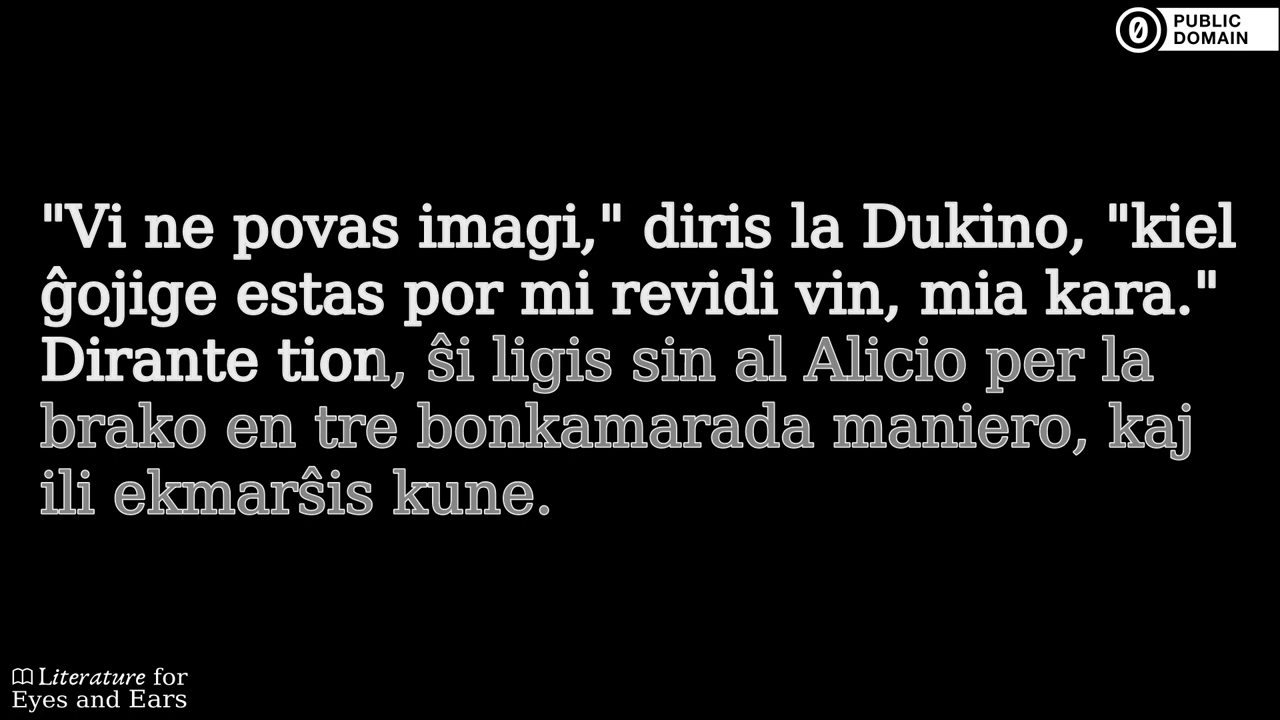 PUBLIC
DOMAIN
"Vi ne povas imagi," diris la Dukino, "kiel
ĝojige estas por mi revidi vin, mia kara."
Dirante tion, ŝi ligis sin al Alicio per la
brako en tre bonkamarada maniero, kaj
ili ekmarŝis kune.
Literature for
Eyes and Ears